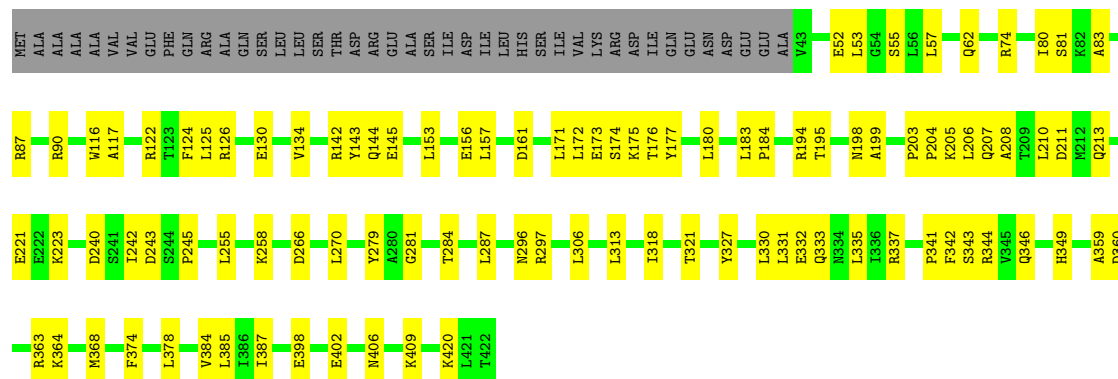 MET ALA ALA ALA ALA VAL VAL GLU PHE GLN ARG ALA GLN SER LEU LEU SER THR ASP ARG GLU ALA SER ILE ASP ILE LEU HIS SER ILE VAL LYS ARG ASP ILE GLN GLU ASN ASP GLU GLU ALA V43 E52 L53 G54 S55 L56 L57 Q62 R74 I80 S81 K82 A83
R87 R90 W116 A117 R122 T123 F124 L125 R126 E130 V134 R142 Y143 Q144 E145 L153 E156 L157 D161 L171 L172 E173 S174 K175 T176 Y177 L180 L183 P184 R194 T195 N198 A199 P203 P204 K205 L206 Q207 A208 T209 L210 D211 M212 Q213
E221 E222 K223 D240 S241 I242 D243 S244 P245 L255 K258 D266 L270 Y279 A280 G281 T284 L287 N296 R297 L306 L313 I318 T321 Y327 L330 L331 E332 Q333 N334 L335 I336 R337 P341 F342 S343 R344 V345 Q346 H349 A359 D360
R363 K364 M368 F374 L378 V384 L385 I386 I387 E398 E402 N406 K409 K420 L421 T422